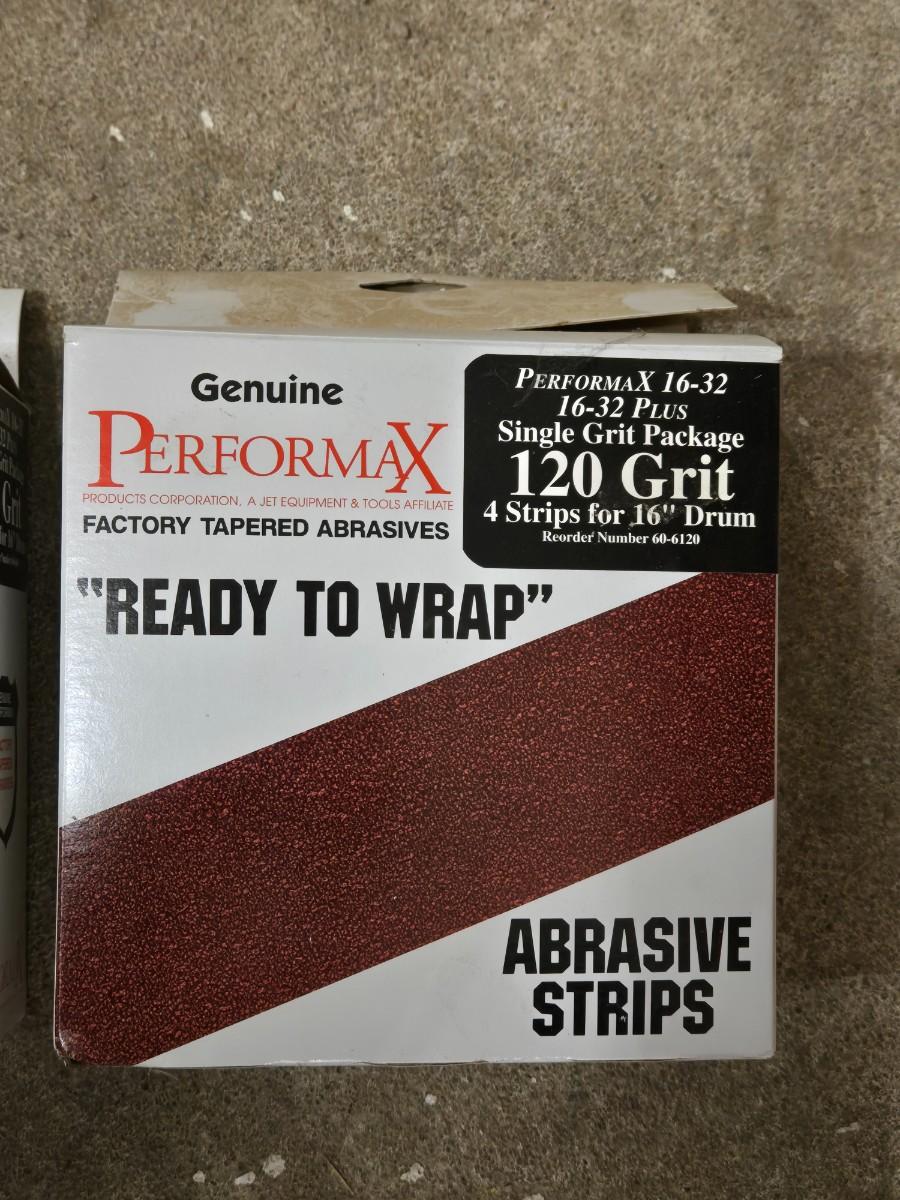 Genuine
PERFORMAX
PRODUCTS CORPORATION, A JET EQUIPMENT & TOOLS AFFILIATE
FACTORY TAPERED ABRASIVES
PERFORMAX 16-32
16-32 PLUS
Single Grit Package
120 Grit
4 Strips for 16" Drum
Reorder Number 60-6120
"READY TO WRAP"
ABRASIVE
STRIPS
Grit